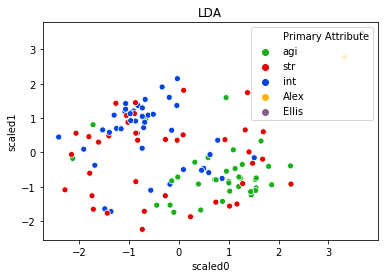 LDA
Primary Attribute
agi
str
int
Alex
Ellis
scaled1
3
2
1
0
−1
−2
−2
−1
0
1
2
3
scaled0